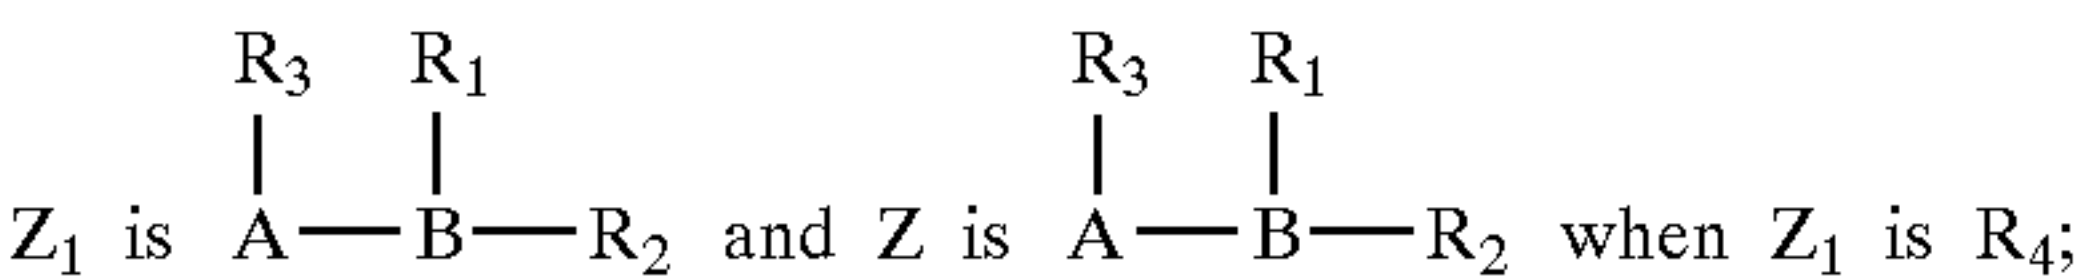 R₃ R₁ R₃ R₁
Z₁ is A—B—R₂ and Z is A—B—R₂ when Z₁ is R₄;